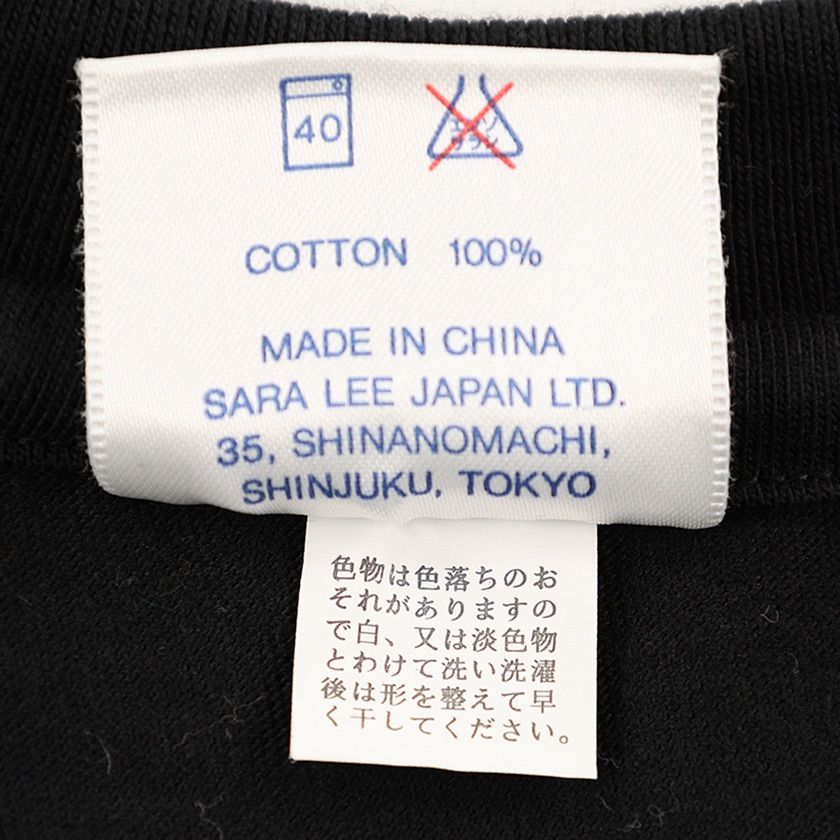 40
エンソ
サラシ
COTTON 100%
MADE IN CHINA
SARA LEE JAPAN LTD.
35, SHINANOMACHI,
SHINJUKU, TOKYO
色物は色落ちのお
それがありますの
で白、又は淡色物
とわけて洗い洗濯
後は形を整えて早
く干してください。